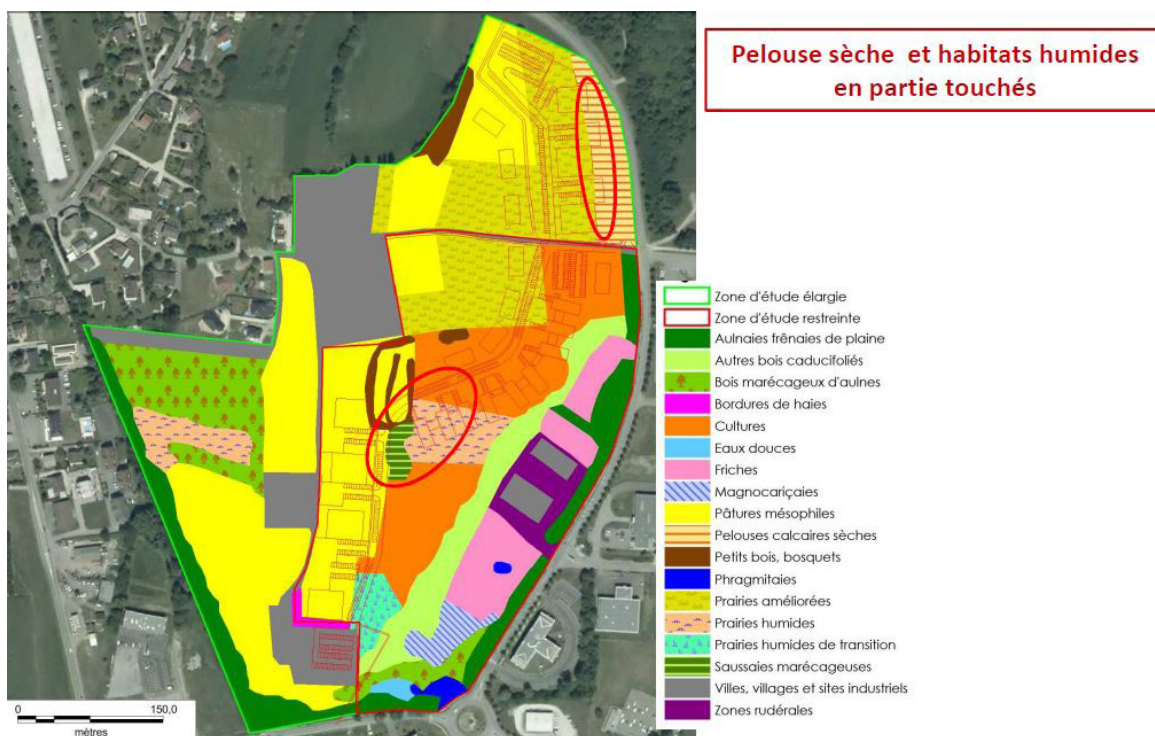 Pelouse sèche et habitats humides
en partie touchés
Zone d'étude élargie
Zone d'étude restreinte
Aulnaies frênaies de plaine
Autres bois caducifoliés
Bois marécageux d'aulnes
Bordures de haies
Cultures
Eaux douces
Friches
Magnocariçaies
Pâtures mésophiles
Pelouses calcaires sèches
Petits bois, bosquets
Phragmitaies
Prairies améliorées
Prairies humides
Prairies humides de transition
Saussaies marécageuses
Villes, villages et sites industriels
Zones rudérales
0 150,0
mètres